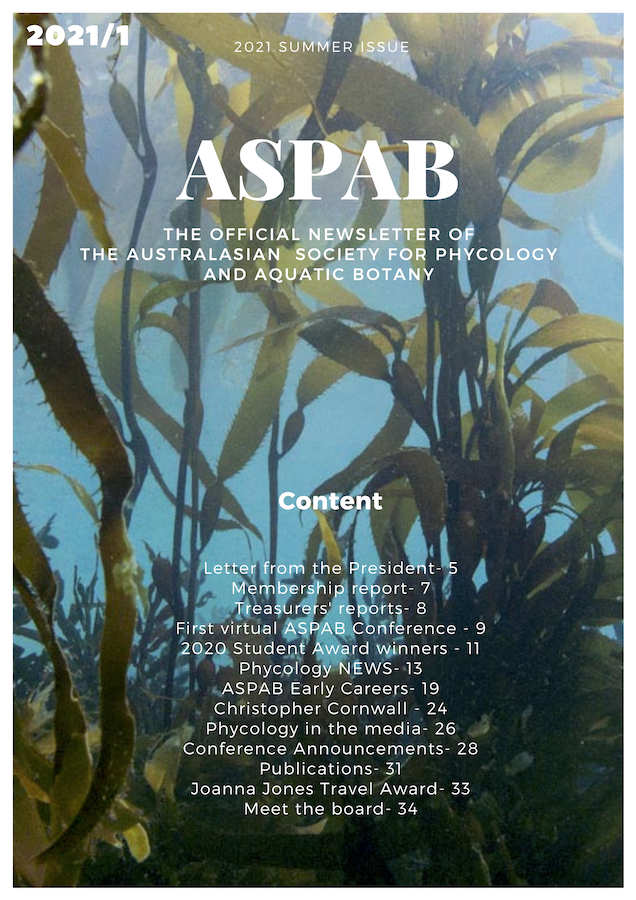 2021/1
2021 SUMMER ISSUE
ASPAB
THE OFFICIAL NEWSLETTER OF
THE AUSTRALASIAN SOCIETY FOR PHYCOLOGY
AND AQUATIC BOTANY
Content
Letter from the President- 5
Membership report- 7
Treasurers' reports- 8
First virtual ASPAB Conference - 9
2020 Student Award winners - 11
Phycology NEWS- 13
ASPAB Early Careers- 19
Christopher Cornwall - 24
Phycology in the media- 26
Conference Announcements- 28
Publications- 31
Joanna Jones Travel Award- 33
Meet the board- 34